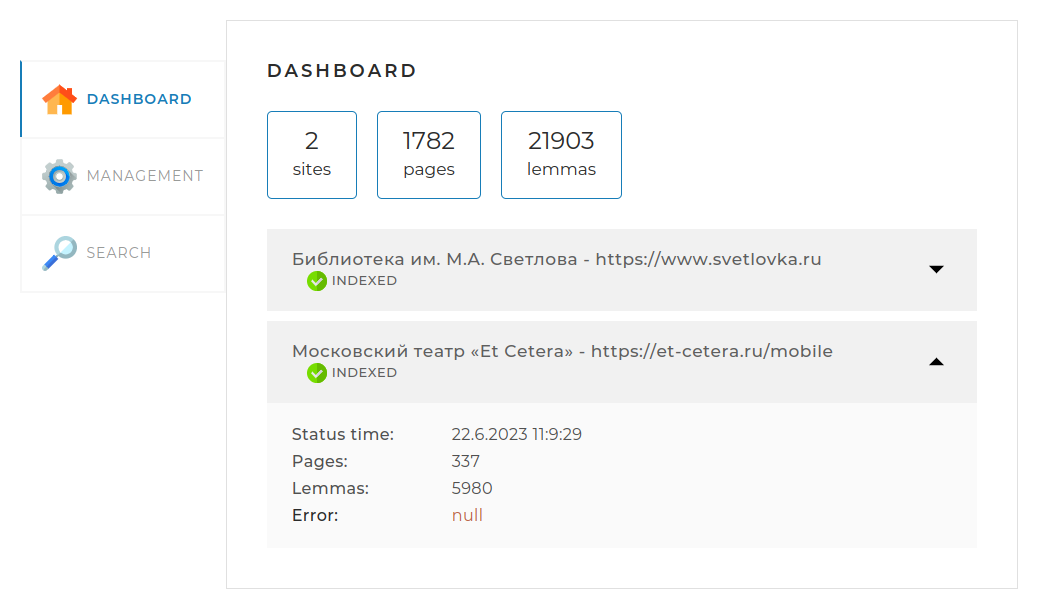 DASHBOARD
MANAGEMENT
SEARCH
DASHBOARD
2
sites
1782
pages
21903
lemmas
Библиотека им. М.А. Светлова - https://www.svetlovka.ru
INDEXED
Московский театр «Et Cetera» - https://et-cetera.ru/mobile
INDEXED
Status time: 22.6.2023 11:9:29
Pages: 337
Lemmas: 5980
Error: null